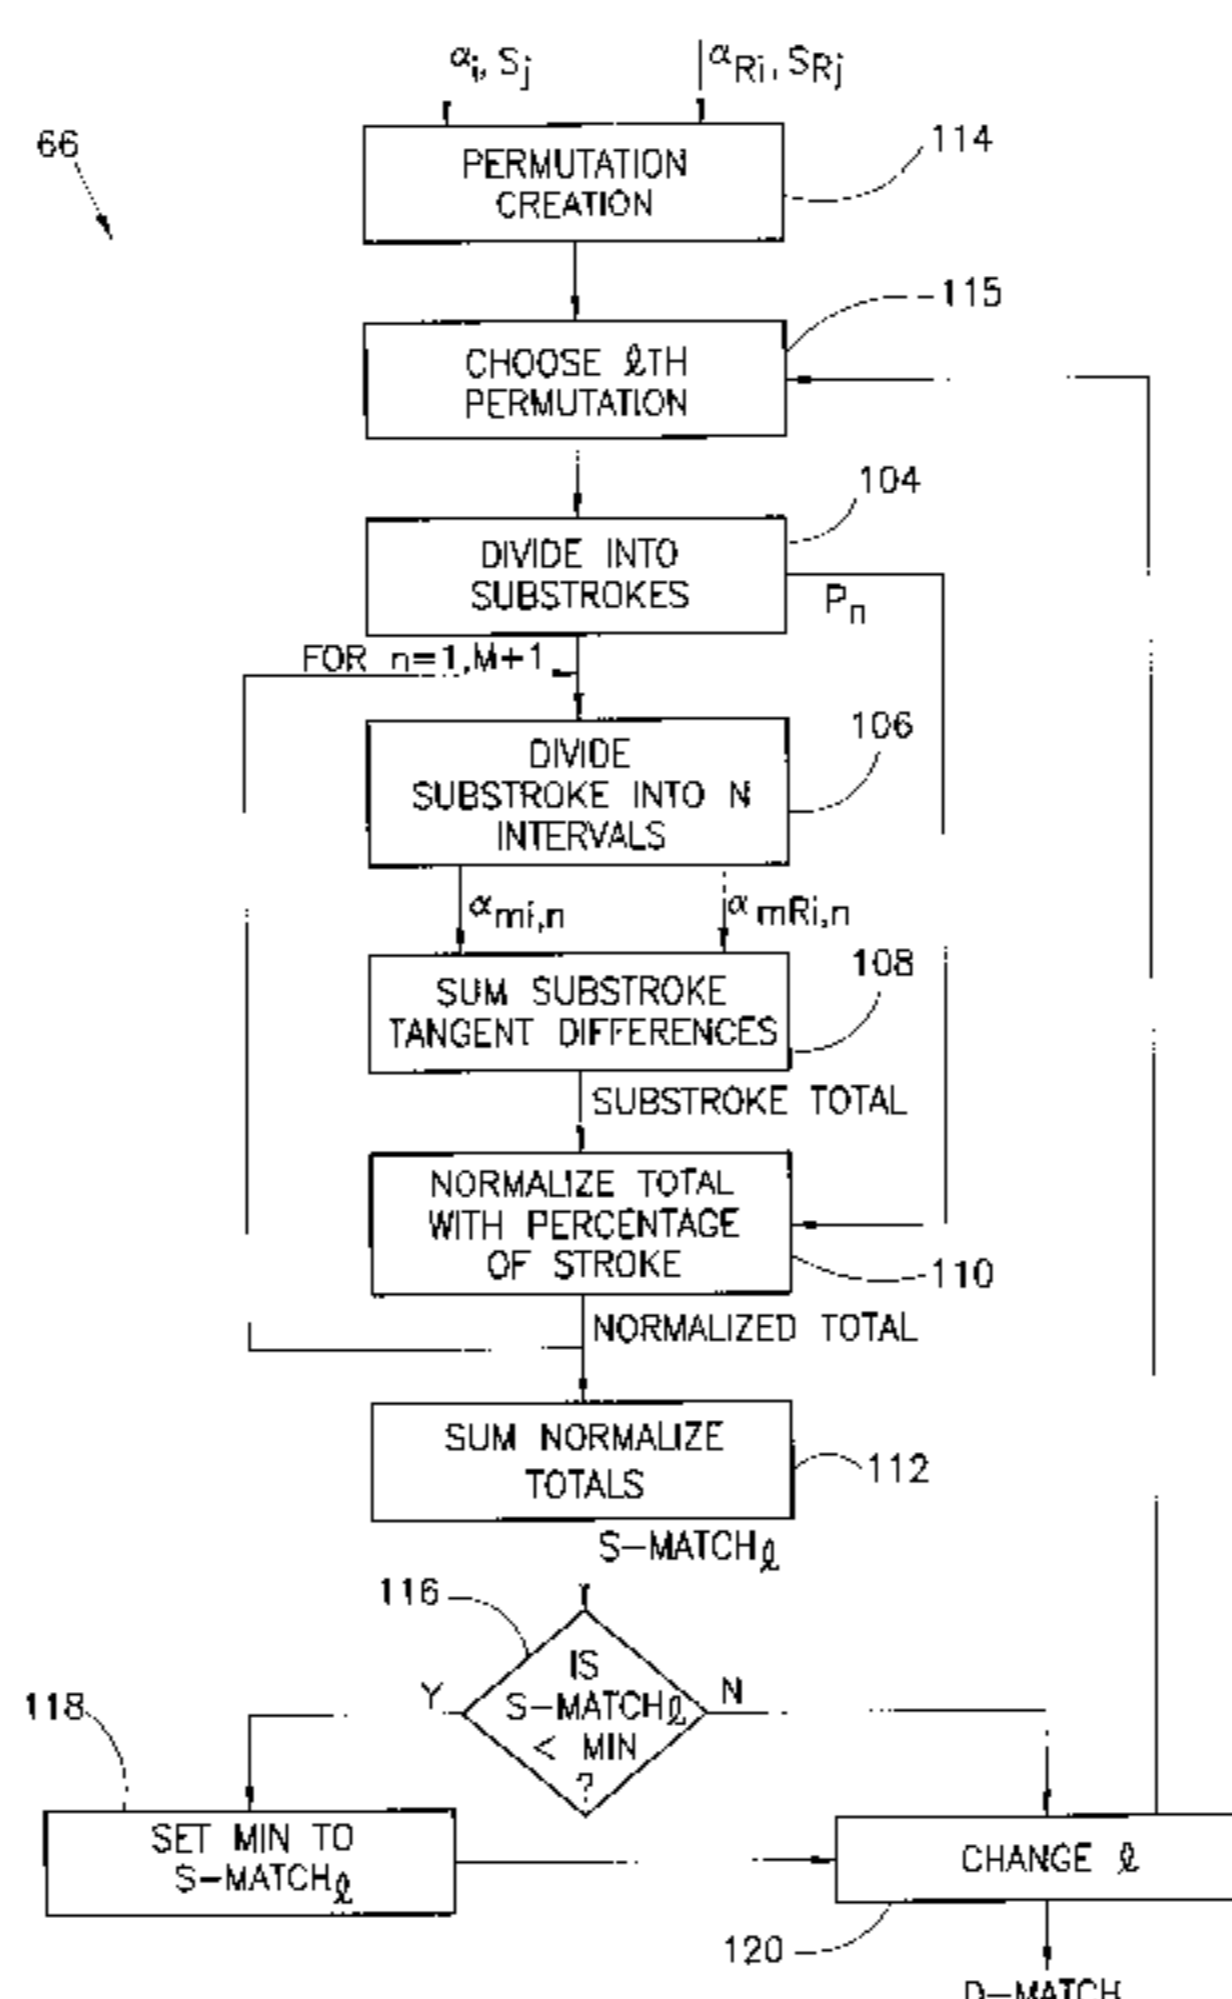 αi, Sj
αRi, SRj
66
PERMUTATION
CREATION
114
115
CHOOSE ℓTH
PERMUTATION
104
DIVIDE INTO
SUBSTROKES
Pn
FOR n=1,M+1
106
DIVIDE
SUBSTROKE INTO N
INTERVALS
αmi,n
αmRi,n
108
SUM SUBSTROKE
TANGENT DIFFERENCES
SUBSTROKE TOTAL
NORMALIZE TOTAL
WITH PERCENTAGE
OF STROKE
110
NORMALIZED TOTAL
SUM NORMALIZE
TOTALS
112
S-MATCHℓ
116
IS
S-MATCHℓ
< MIN
?
Y
N
118
SET MIN TO
S-MATCHℓ
CHANGE ℓ
120
D-MATCH